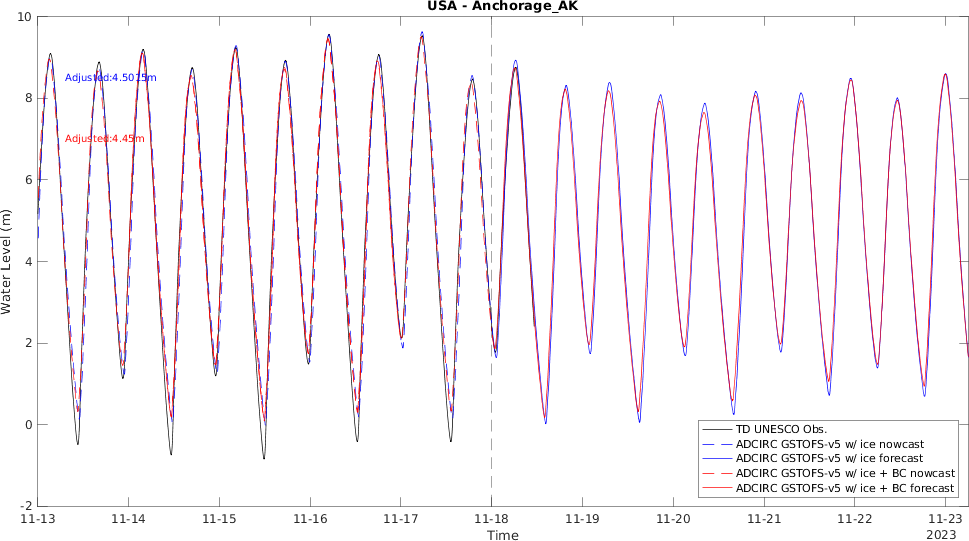 USA - Anchorage_AK
10
8
6
4
2
0
-2
Water Level (m)
Adjusted:4.5015m
Adjusted:4.45m
TD UNESCO Obs.
ADCIRC GSTOFS-v5 w/ ice nowcast
ADCIRC GSTOFS-v5 w/ ice forecast
ADCIRC GSTOFS-v5 w/ ice + BC nowcast
ADCIRC GSTOFS-v5 w/ ice + BC forecast
11-13 11-14 11-15 11-16 11-17 11-18 11-19 11-20 11-21 11-22 11-23
2023
Time